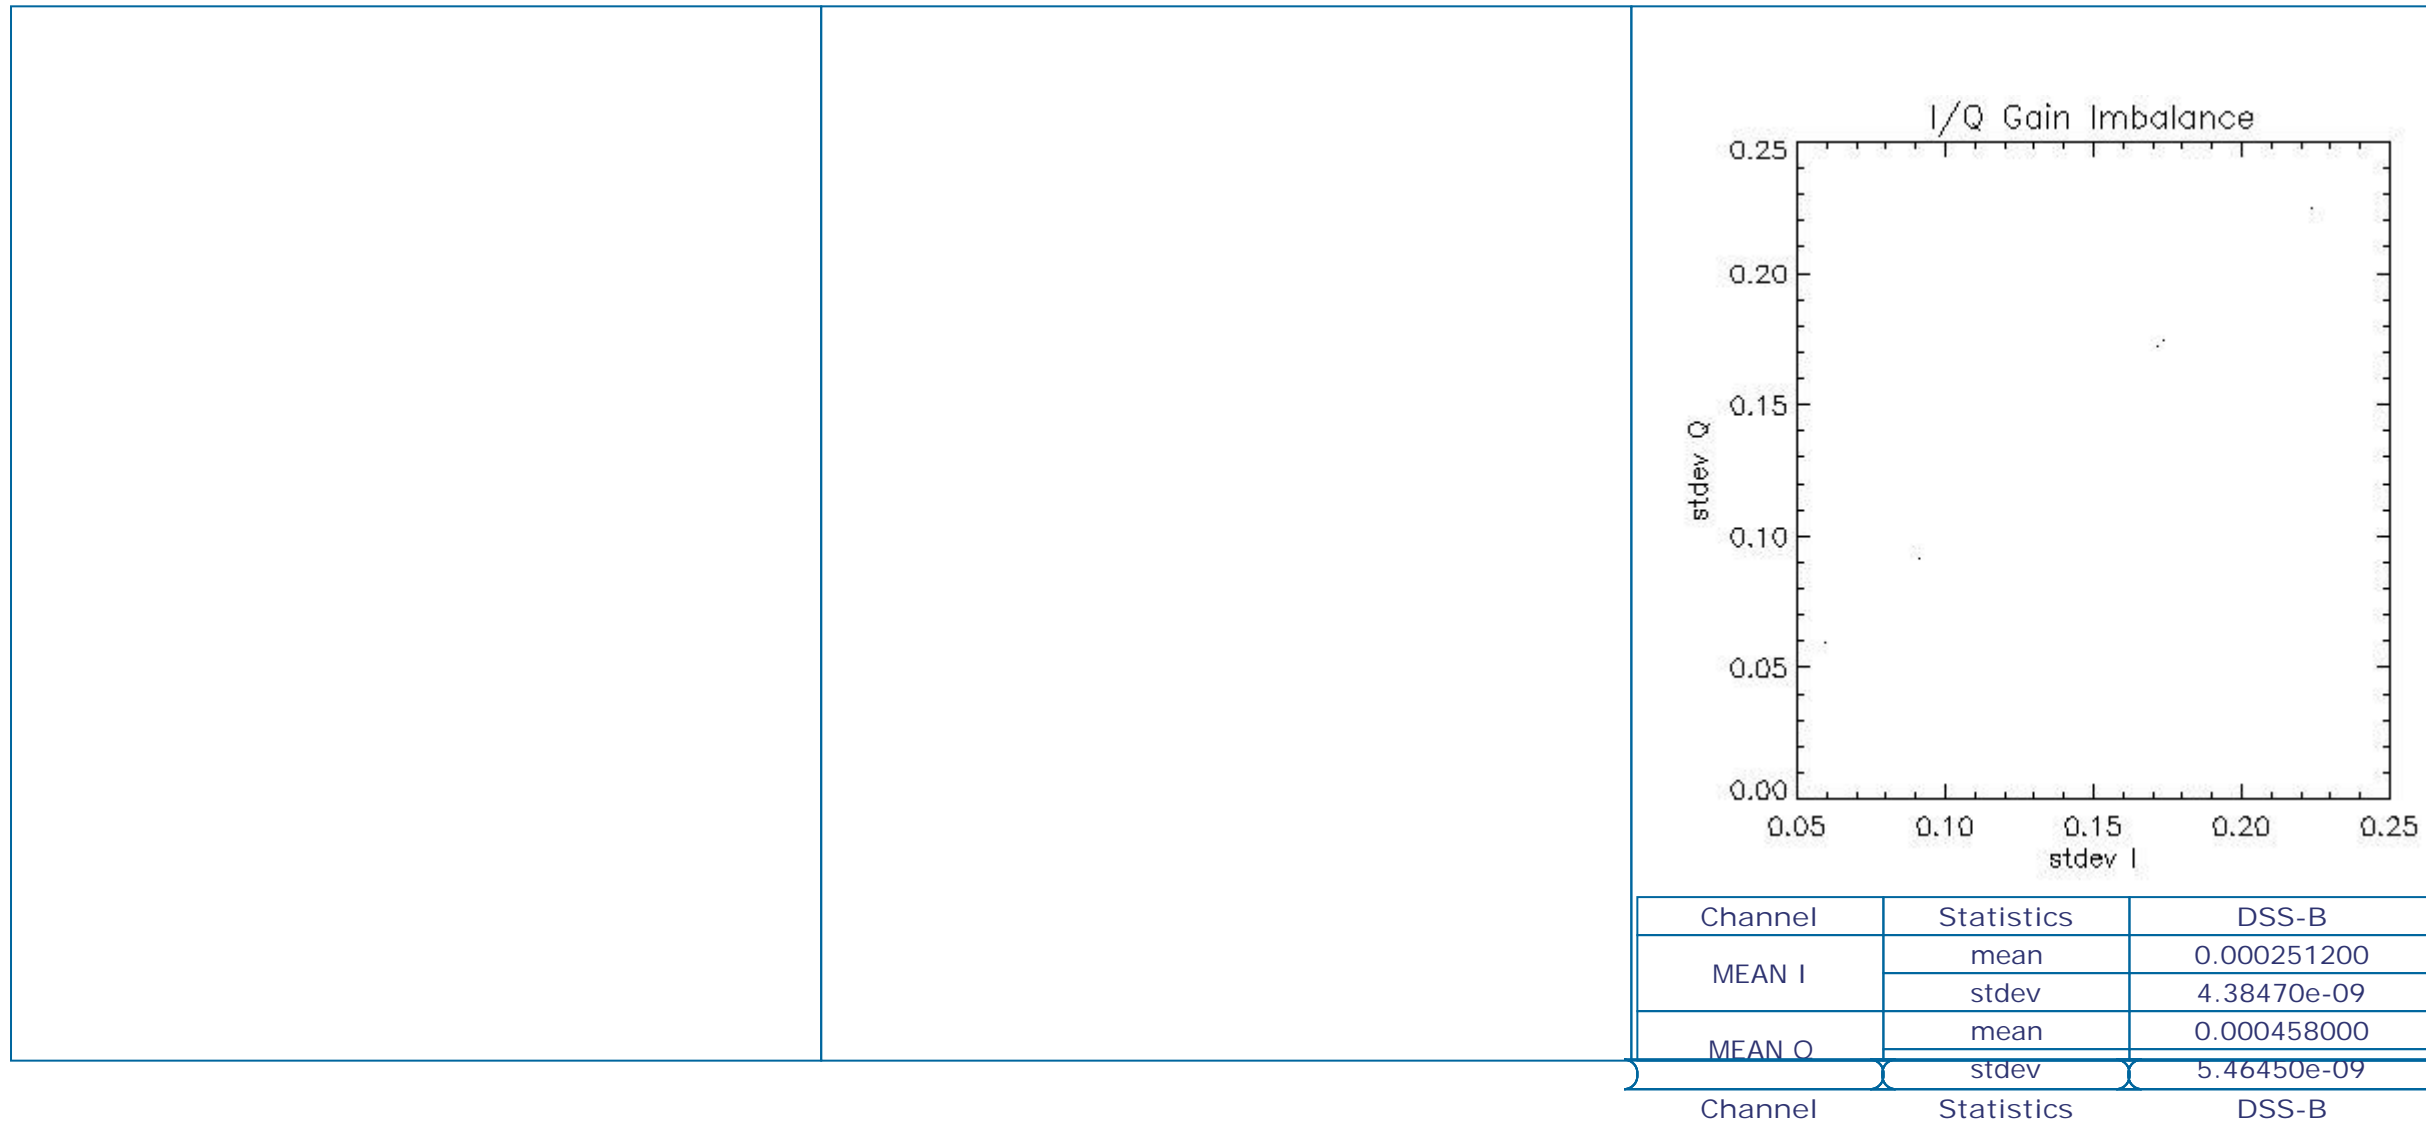 I/Q Gain Imbalance
0.25
0.20
0.15
0.10
0.05
0.00
stdev Q
0.05 0.10 0.15 0.20 0.25
stdev I
Channel Statistics DSS-B
MEAN I mean 0.000251200
stdev 4.38470e-09
MEAN Q mean 0.000458000
stdev 5.46450e-09
Channel Statistics DSS-B